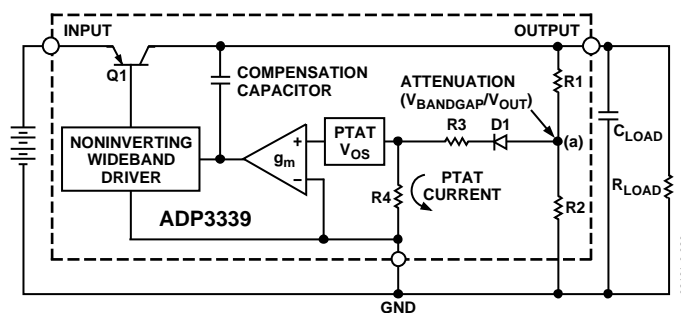 INPUT
OUTPUT
Q1
COMPENSATION
CAPACITOR
ATTENUATION
(VBANDGAP/VOUT)
R1
D1
R3
(a)
CLOAD
PTAT
VOS
NONINVERTING
WIDEBAND
DRIVER
gm
+
−
R4
PTAT
CURRENT
R2
RLOAD
ADP3339
GND